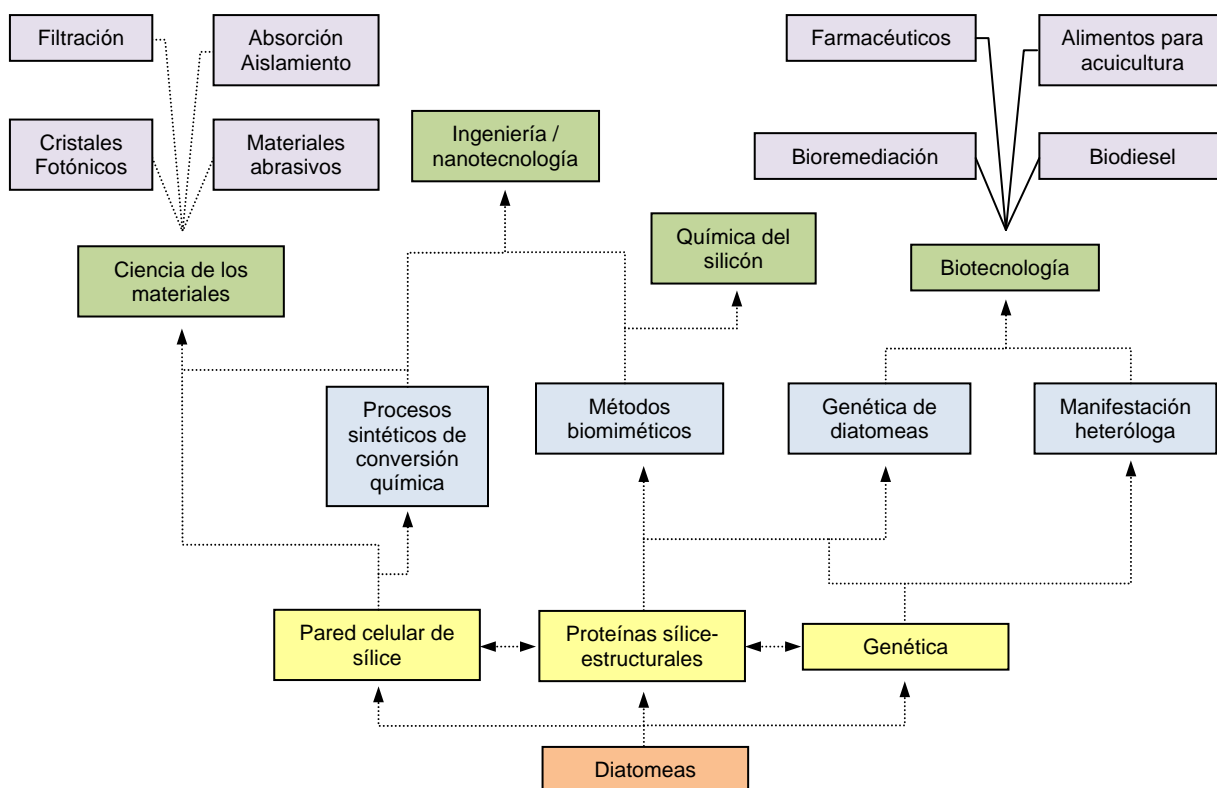 Filtración
Absorción
Aislamiento
Farmacéuticos
Alimentos para
acuicultura
Cristales
Fotónicos
Materiales
abrasivos
Ingeniería /
nanotecnología
Bioremediación
Biodiesel
Ciencia de los
materiales
Química del
silicón
Biotecnología
Procesos
sintéticos de
conversión
química
Métodos
biomiméticos
Genética de
diatomeas
Manifestación
heteróloga
Pared celular de
sílice
Proteínas sílice-
estructurales
Genética
Diatomeas